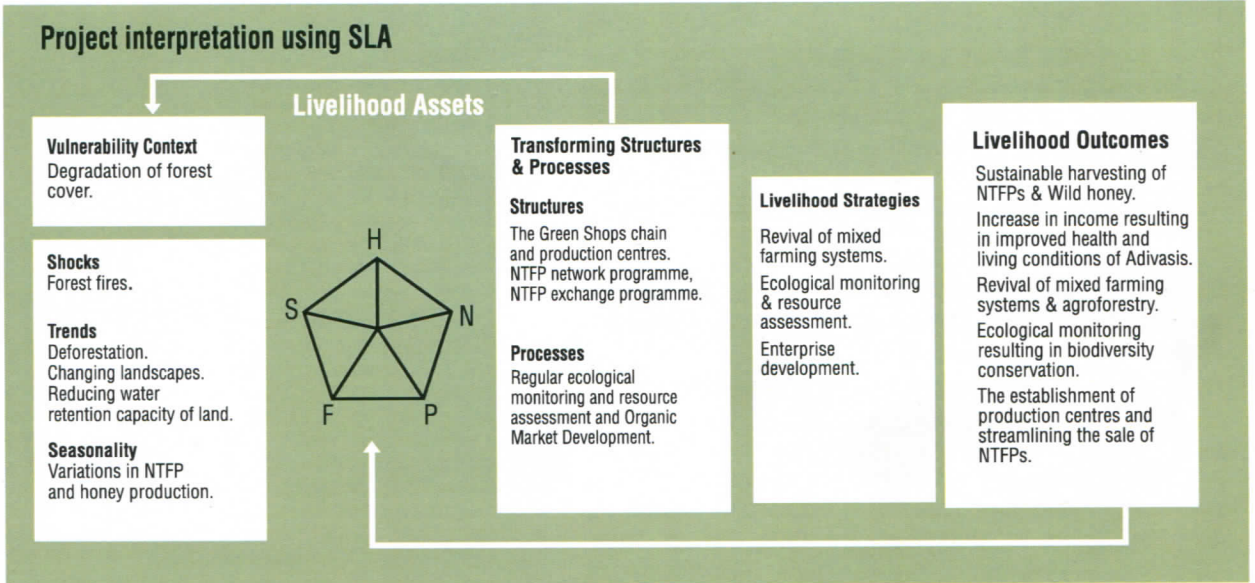 Project interpretation using SLA
Livelihood Assets
Vulnerability Context
Degradation of forest
cover.
Shocks
Forest fires.
Trends
Deforestation.
Changing landscapes.
Reducing water
retention capacity of land.
Seasonality
Variations in NTFP
and honey production.
H
S
N
F
P
Transforming Structures
& Processes
Structures
The Green Shops chain
and production centres.
NTFP network programme,
NTFP exchange programme.
Processes
Regular ecological
monitoring and resource
assessment and Organic
Market Development.
Livelihood Strategies
Revival of mixed
farming systems.
Ecological monitoring
& resource
assessment.
Enterprise
development.
Livelihood Outcomes
Sustainable harvesting of
NTFPs & Wild honey.
Increase in income resulting
in improved health and
living conditions of Adivasis.
Revival of mixed farming
systems & agroforestry.
Ecological monitoring
resulting in biodiversity
conservation.
The establishment of
production centres and
streamlining the sale of
NTFPs.